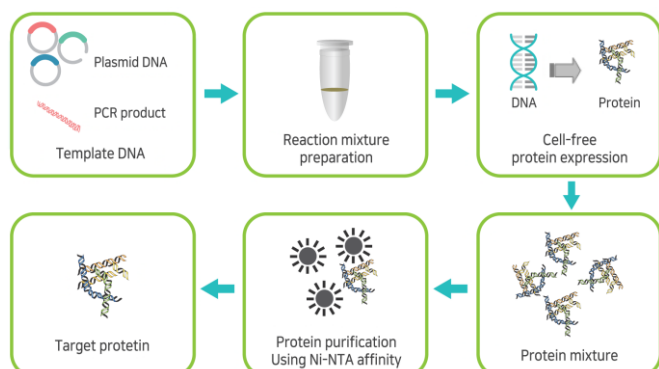 Plasmid DNA
PCR product
Template DNA
Reaction mixture
preparation
DNA
Protein
Cell-free
protein expression
Target protetin
Protein purification
Using Ni-NTA affinity
Protein mixture